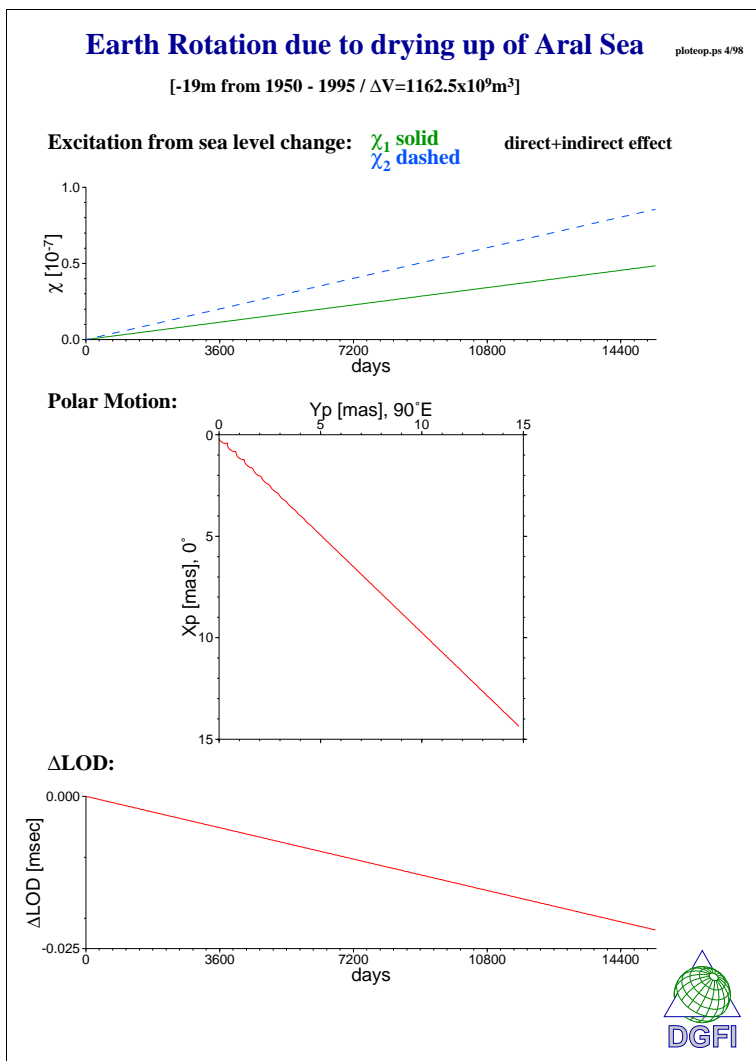 Earth Rotation due to drying up of Aral Sea ploteop.ps 4/98
[-19m from 1950 - 1995 / ΔV=1162.5x10⁹m³]
Excitation from sea level change: χ₁ solid direct+indirect effect
χ₂ dashed
1.0
0.5
0.0
χ [10⁻⁷]
0 3600 7200 10800 14400
days
Polar Motion:
Yp [mas], 90°E
0 5 10 15
0
5
10
15
Xp [mas], 0°
ΔLOD:
0.000
-0.025
ΔLOD [msec]
0 3600 7200 10800 14400
days
DGFI